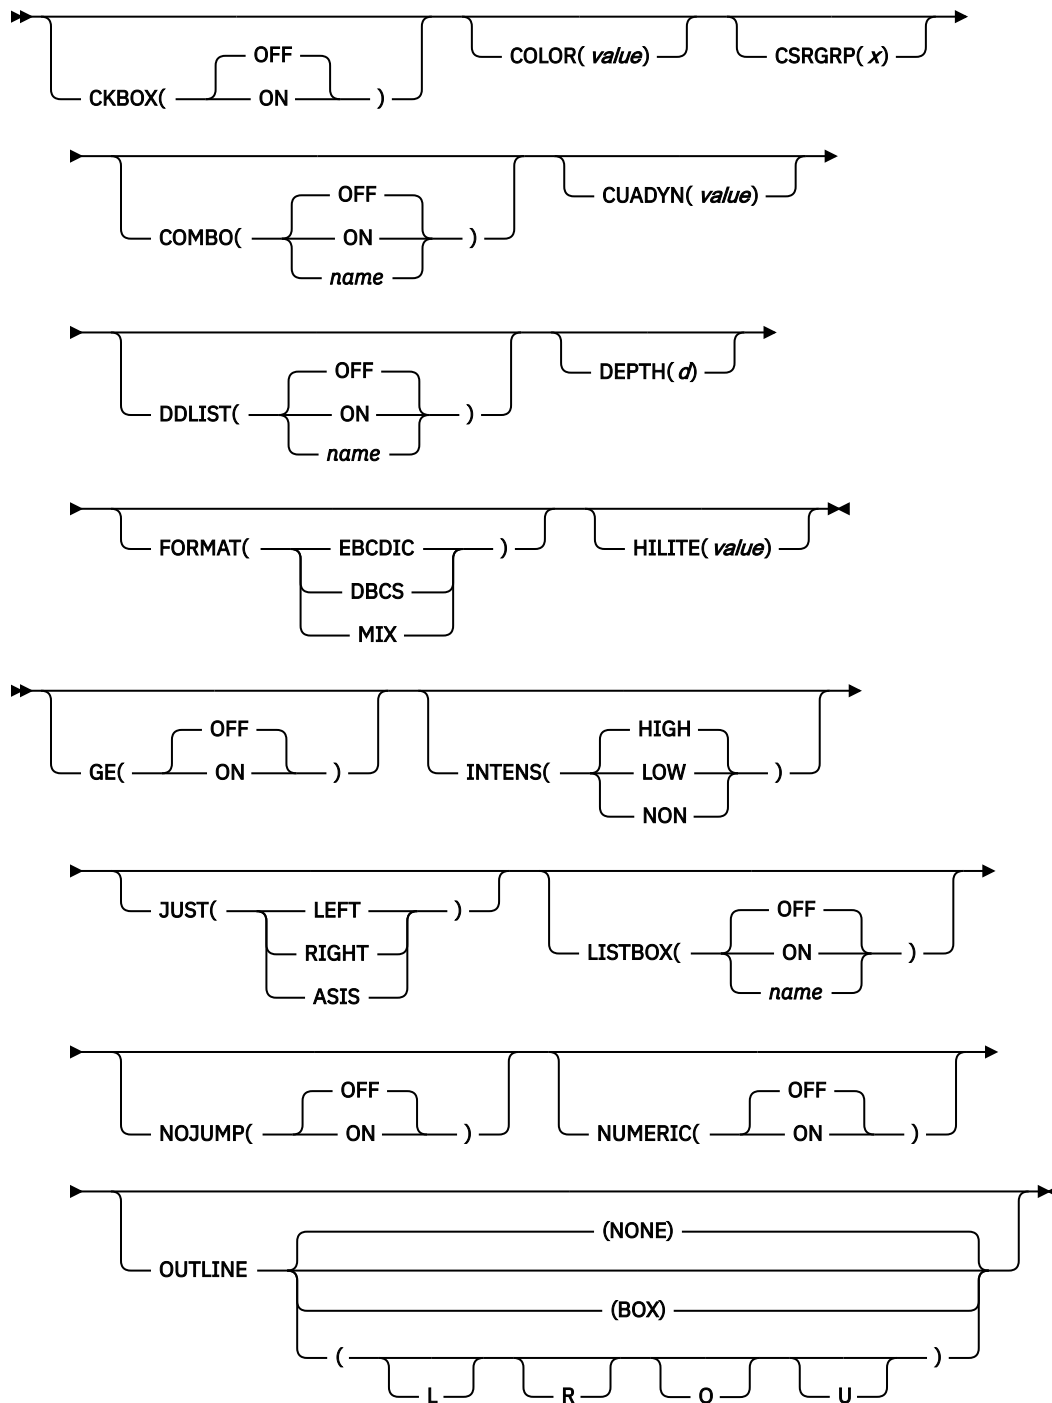 OFF
CKBOX( ON )
COLOR( value)
CSRGRP( x)
OFF
COMBO( ON )
name
CUADYN( value)
OFF
DDLIST( ON )
name
DEPTH( d)
FORMAT( EBCDIC )
DBCS
MIX
HILITE( value)
OFF
GE( ON )
HIGH
INTENS( LOW )
NON
JUST( LEFT )
RIGHT
ASIS
OFF
LISTBOX( ON )
name
OFF
NOJUMP( ON )
OFF
NUMERIC( ON )
(NONE)
OUTLINE
(BOX)
( )
L R O U